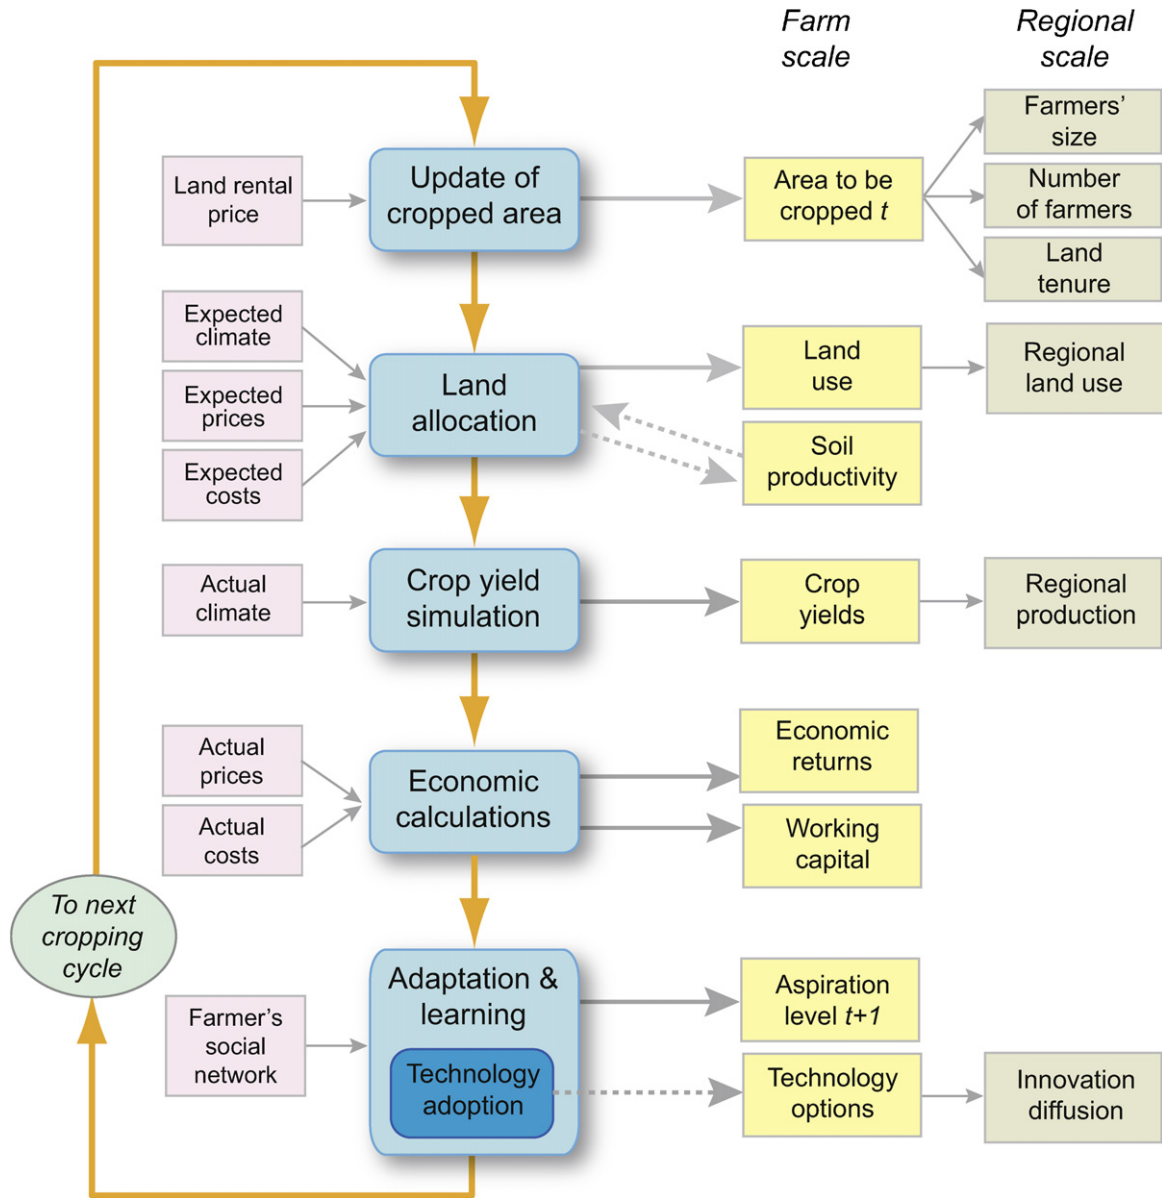 Farm
scale
Regional
scale
Land rental
price
Update of
cropped area
Area to be
cropped t
Farmers'
size
Number
of farmers
Land
tenure
Expected
climate
Expected
prices
Expected
costs
Land
allocation
Land
use
Regional
land use
Soil
productivity
Actual
climate
Crop yield
simulation
Crop
yields
Regional
production
Actual
prices
Actual
costs
Economic
calculations
Economic
returns
Working
capital
To next
cropping
cycle
Farmer's
social
network
Adaptation &
learning
Technology
adoption
Aspiration
level t+1
Technology
options
Innovation
diffusion